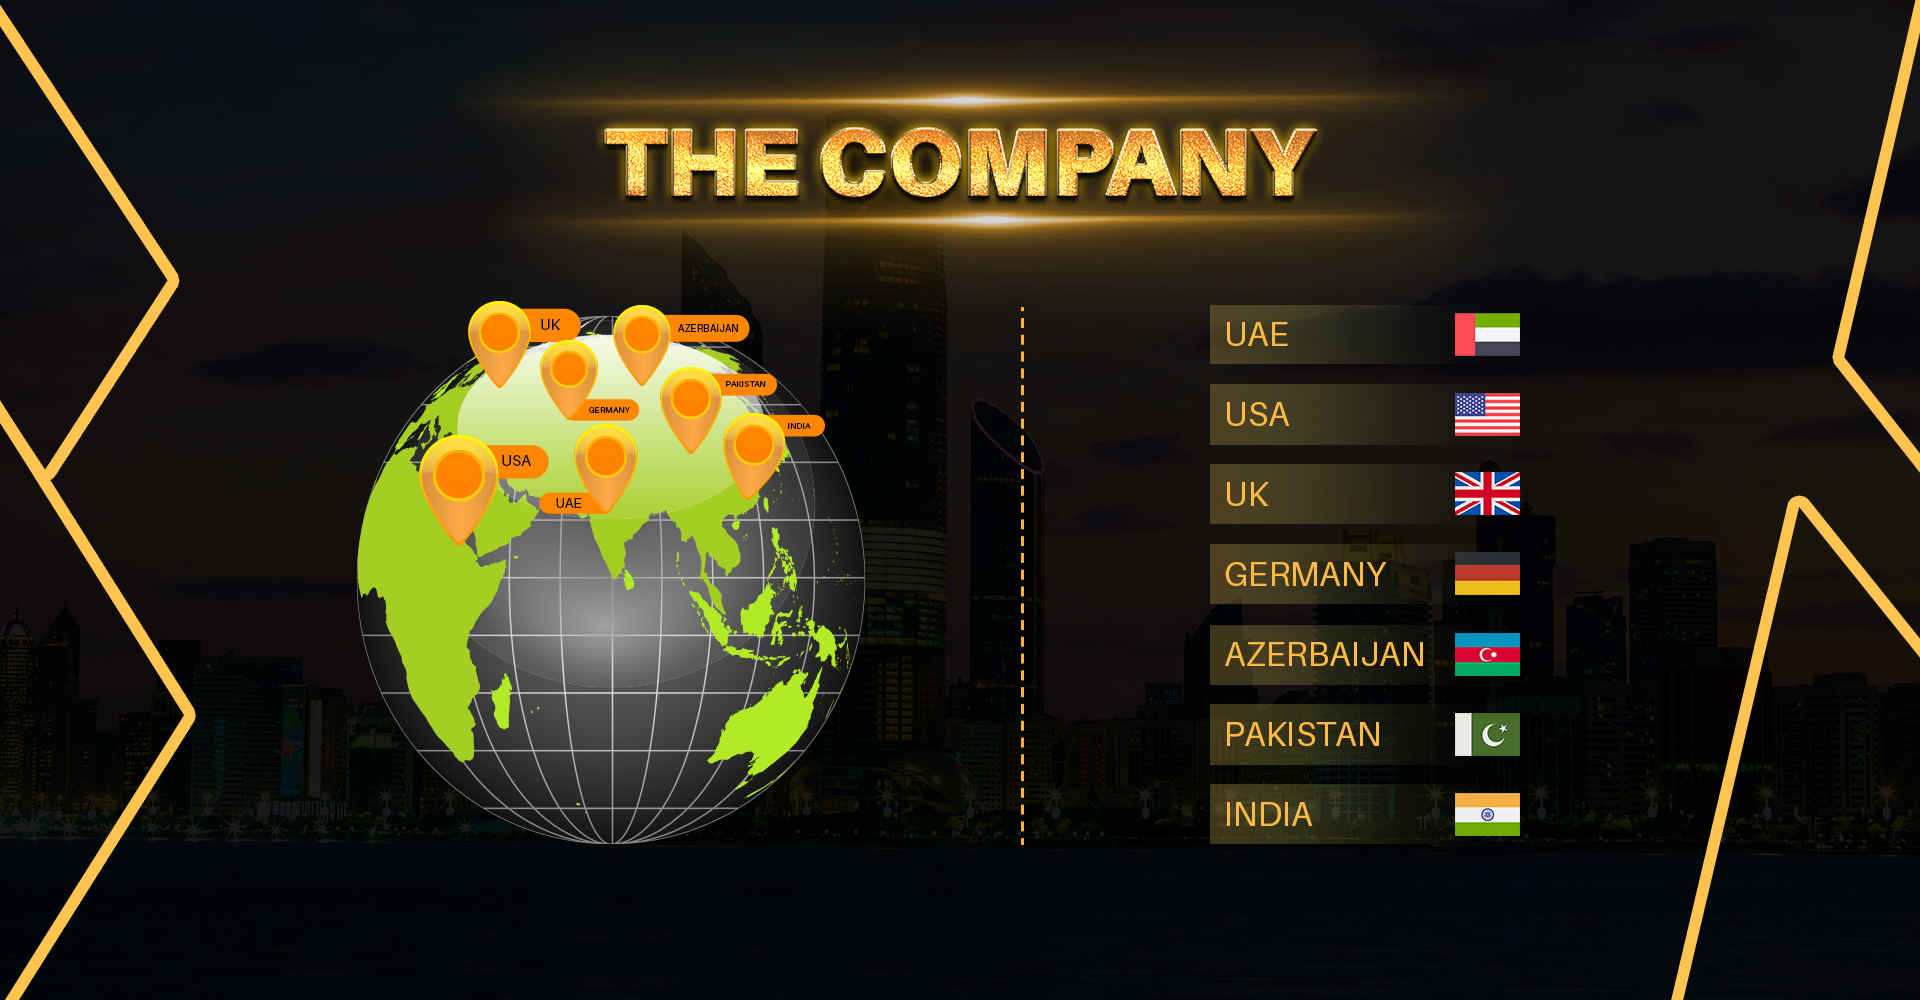 THE COMPANY
UK
AZERBAIJAN
PAKISTAN
GERMANY
INDIA
USA
UAE
UAE
USA
UK
GERMANY
AZERBAIJAN
PAKISTAN
INDIA